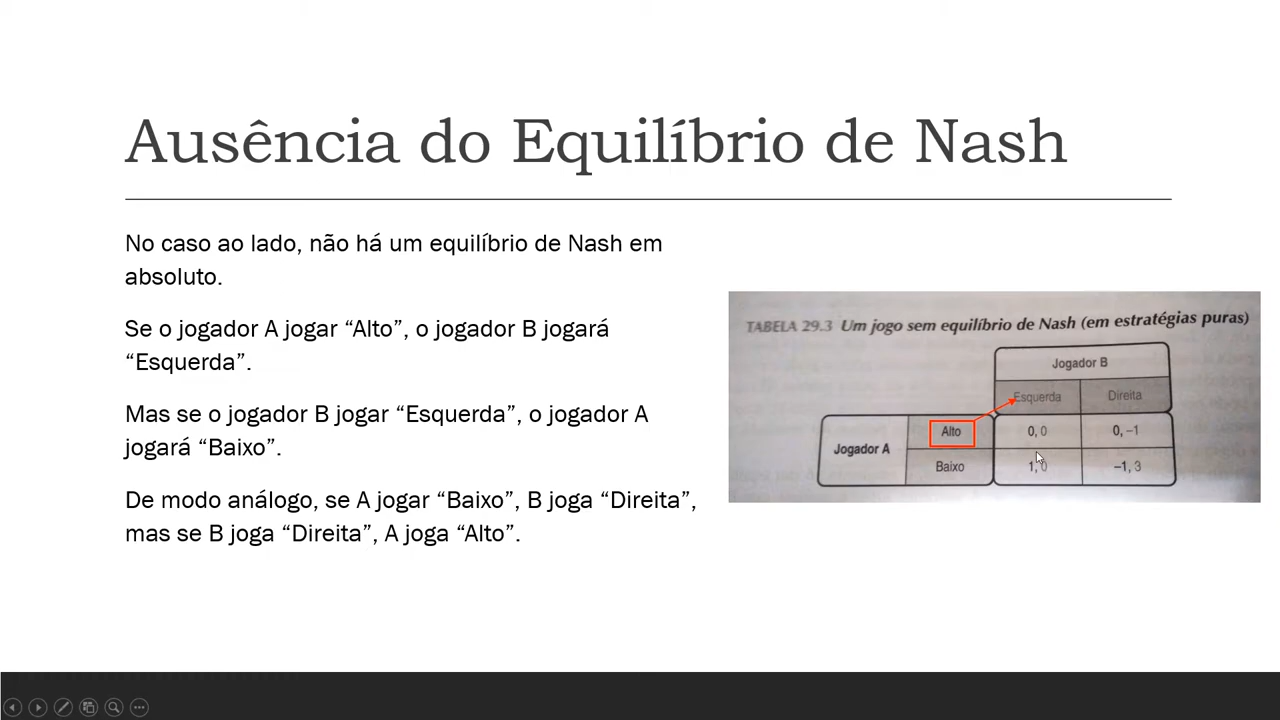 Ausência do Equilíbrio de Nash
No caso ao lado, não há um equilíbrio de Nash em
absoluto.
Se o jogador A jogar “Alto”, o jogador B jogará
“Esquerda”.
Mas se o jogador B jogar “Esquerda”, o jogador A
jogará “Baixo”.
De modo análogo, se A jogar “Baixo”, B joga “Direita”,
mas se B joga “Direita”, A joga “Alto”.
TABELA 29.3 Um jogo sem equilíbrio de Nash (em estratégias puras)
Jogador B
Esquerda Direita
Jogador A
Alto 0, 0 0, −1
Baixo 1, 0 −1, 3